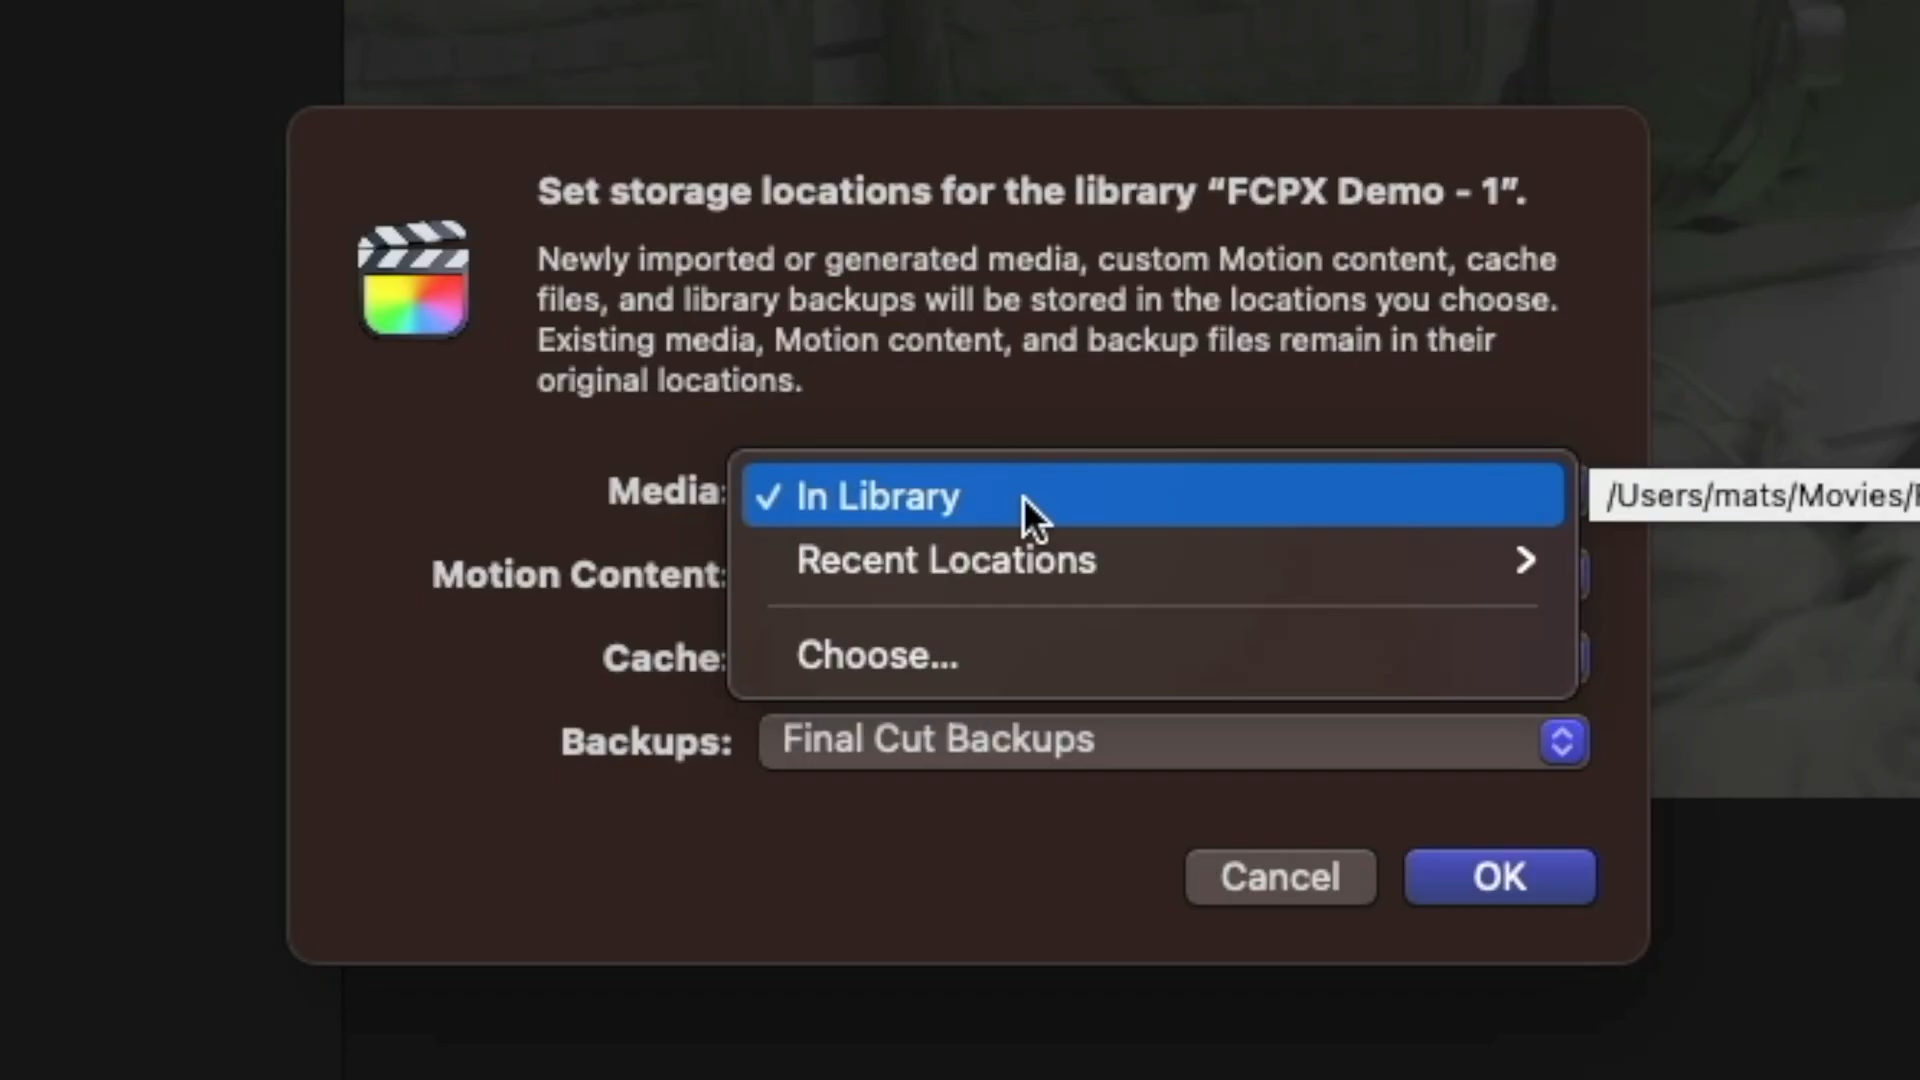 Set storage locations for the library “FCPX Demo - 1”.
Newly imported or generated media, custom Motion content, cache
files, and library backups will be stored in the locations you choose.
Existing media, Motion content, and backup files remain in their
original locations.
Media:
✓ In Library
/Users/mats/Movies/
Recent Locations
Motion Content:
Choose...
Cache:
Backups:
Final Cut Backups
Cancel
OK